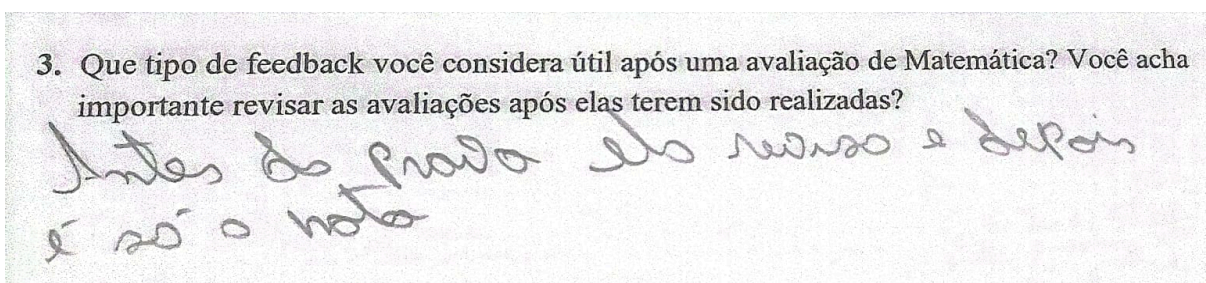 3. Que tipo de feedback você considera útil após uma avaliação de Matemática? Você acha
importante revisar as avaliações após elas terem sido realizadas?
Antes da prova ela revisa e depois
é só a nota